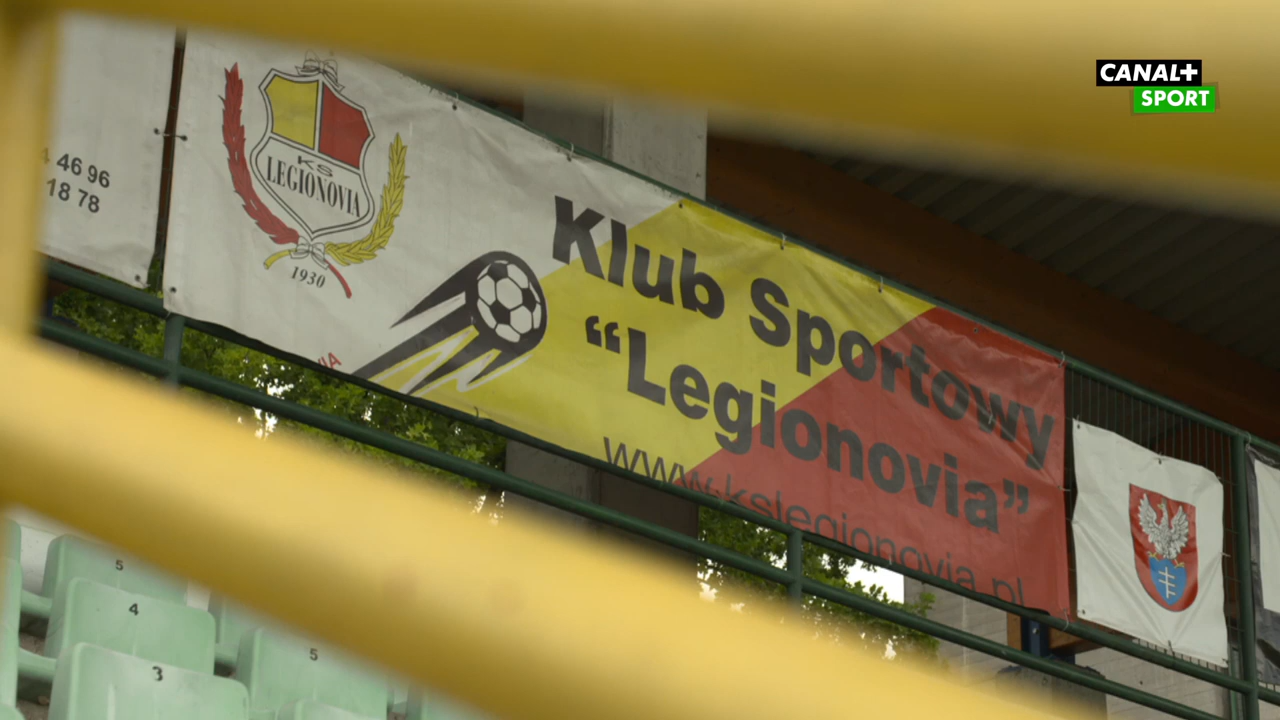 CANAL+
SPORT
46 96
18 78
KS
LEGIONOVIA
1930
Klub Sportowy
“Legionovia”
www.kslegionovia.pl
5
4
3
5